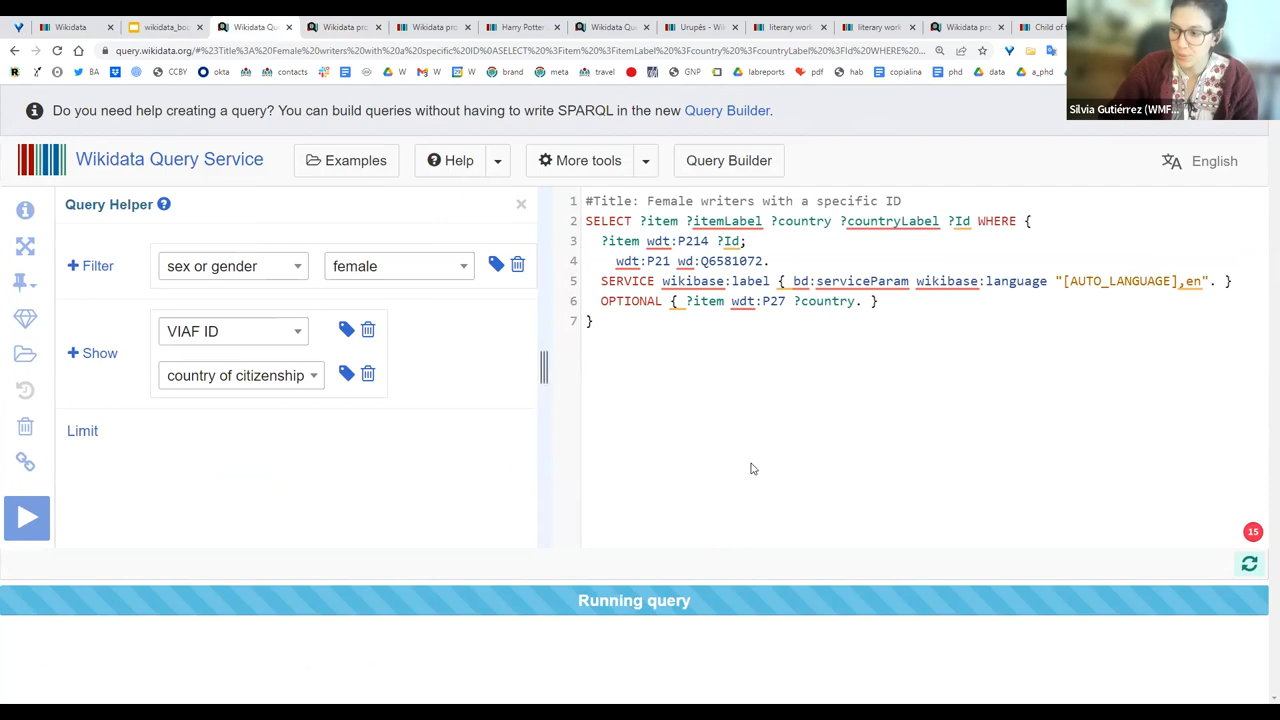 Wikidata
wikidata_boo
Wikidata Qu
Wikidata pro
Wikidata pro
Harry Potter
Wikidata Qu
Urupês - Wik
literary work
literary work
Wikidata pro
Child of
query.wikidata.org/#%23Title%3A%20Female%20writers%20with%20a%20specific%20ID%0ASELECT%20%3Fitem%20%3FitemLabel%20%3Fcountry%20%3FcountryLabel%20%3FId%20WHERE%20...
BA
CCBY
okta
contacts
W
W
W
brand
meta
travel
GNP
labreports
pdf
hab
copialina
phd
data
a_phd
Silvia Gutiérrez (WMF...
Do you need help creating a query? You can build queries without having to write SPARQL in the new Query Builder.
Wikidata Query Service
Examples
Help
More tools
Query Builder
English
Query Helper
+ Filter
sex or gender
female
VIAF ID
+ Show
country of citizenship
Limit
1 #Title: Female writers with a specific ID
2 SELECT ?item ?itemLabel ?country ?countryLabel ?Id WHERE {
3 ?item wdt:P214 ?Id;
4 wdt:P21 wd:Q6581072.
5 SERVICE wikibase:label { bd:serviceParam wikibase:language "[AUTO_LANGUAGE],en". }
6 OPTIONAL { ?item wdt:P27 ?country. }
7 }
15
Running query